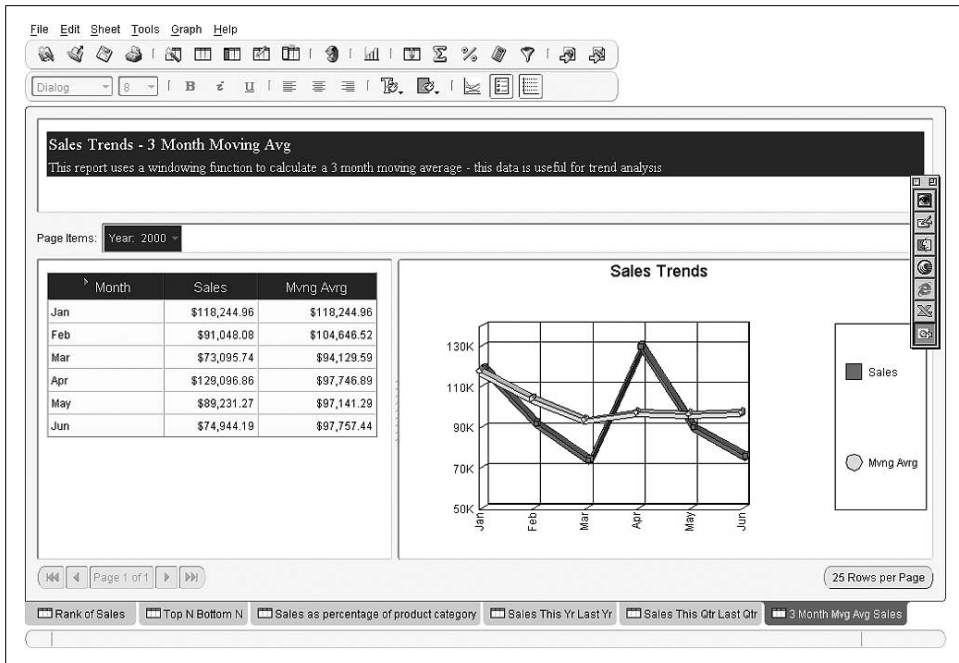 File Edit Sheet Tools Graph Help
Dialog 8 B i U
Sales Trends - 3 Month Moving Avg
This report uses a windowing function to calculate a 3 month moving average - this data is useful for trend analysis
Page Items: Year: 2000
Month Sales Mvng Avrg
Jan $118,244.96 $118,244.96
Feb $91,048.08 $104,646.52
Mar $73,095.74 $94,129.59
Apr $129,096.86 $97,746.89
May $89,231.27 $97,141.29
Jun $74,944.19 $97,757.44
Sales Trends
130K
110K
90K
70K
50K
Jan Feb Mar Apr May Jun
Sales
Mvng Avrg
Page 1 of 1
25 Rows per Page
Rank of Sales Top N Bottom N Sales as percentage of product category Sales This Yr Last Yr Sales This Qtr Last Qtr 3 Month Mvg Avg Sales